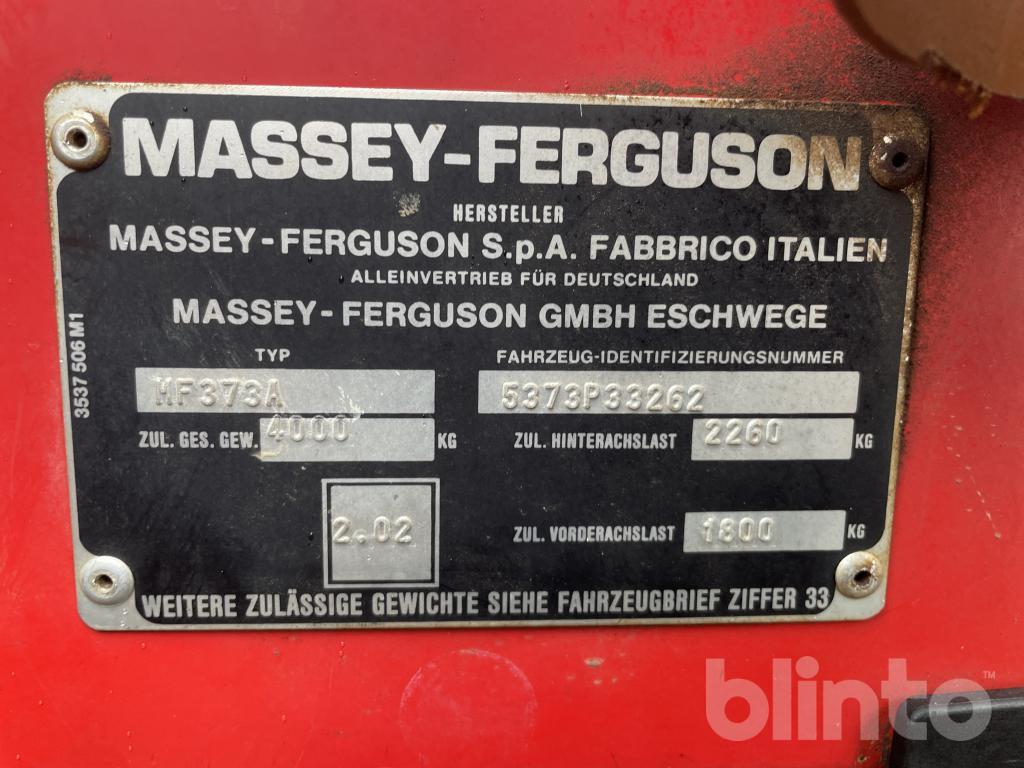 MASSEY-FERGUSON
HERSTELLER
MASSEY-FERGUSON S.p.A. FABBRICO ITALIEN
ALLEINVERTRIEB FÜR DEUTSCHLAND
MASSEY-FERGUSON GMBH ESCHWEGE
TYP FAHRZEUG-IDENTIFIZIERUNGSNUMMER
MF373A 5373P33262
ZUL. GES. GEW. 4000 KG ZUL. HINTERACHSLAST 2260 KG
2.02 ZUL. VORDERACHSLAST 1800 KG
WEITERE ZULÄSSIGE GEWICHTE SIEHE FAHRZEUGBRIEF ZIFFER 33
3537 506 M1
blinto™